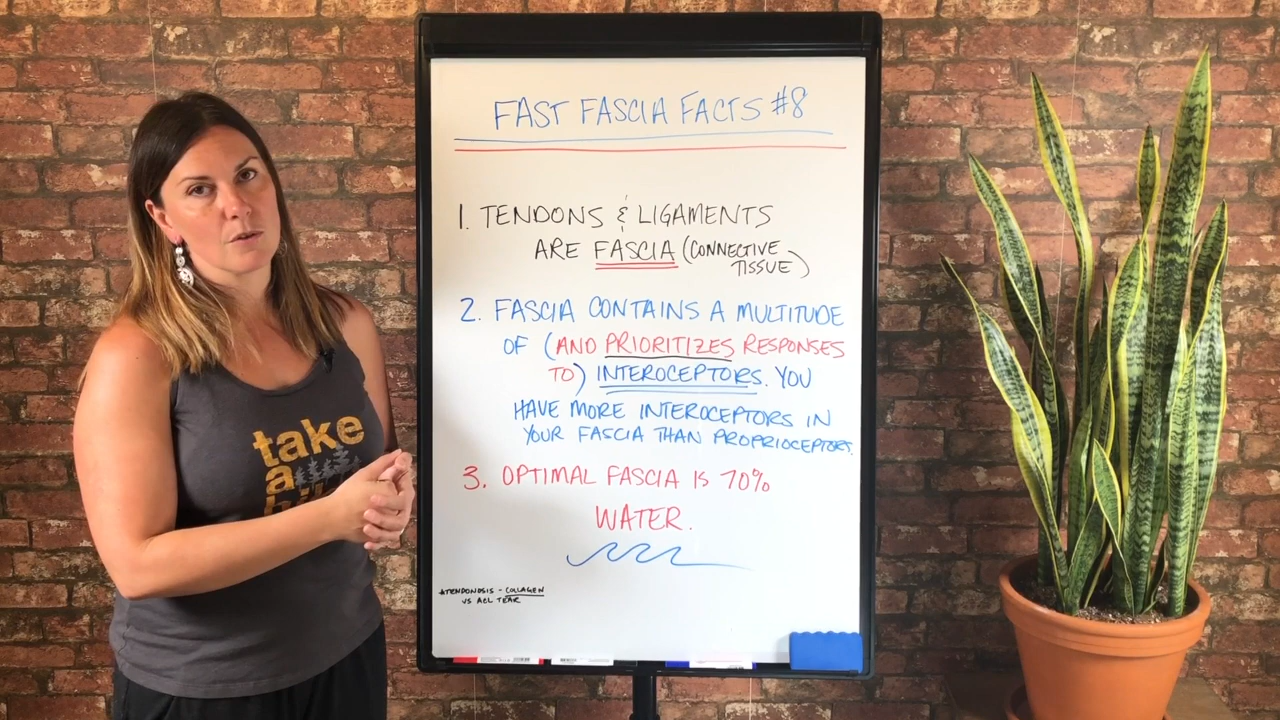 FAST FASCIA FACTS #8
1. TENDONS & LIGAMENTS
ARE FASCIA (CONNECTIVE
TISSUE)
2. FASCIA CONTAINS A MULTITUDE
OF (AND PRIORITIZES RESPONSES
TO) INTEROCEPTORS. YOU
HAVE MORE INTEROCEPTORS IN
YOUR FASCIA THAN PROPRIOCEPTORS.
3. OPTIMAL FASCIA IS 70%
WATER.
*TENDONOSIS - COLLAGEN
VS ACL TEAR
take
a